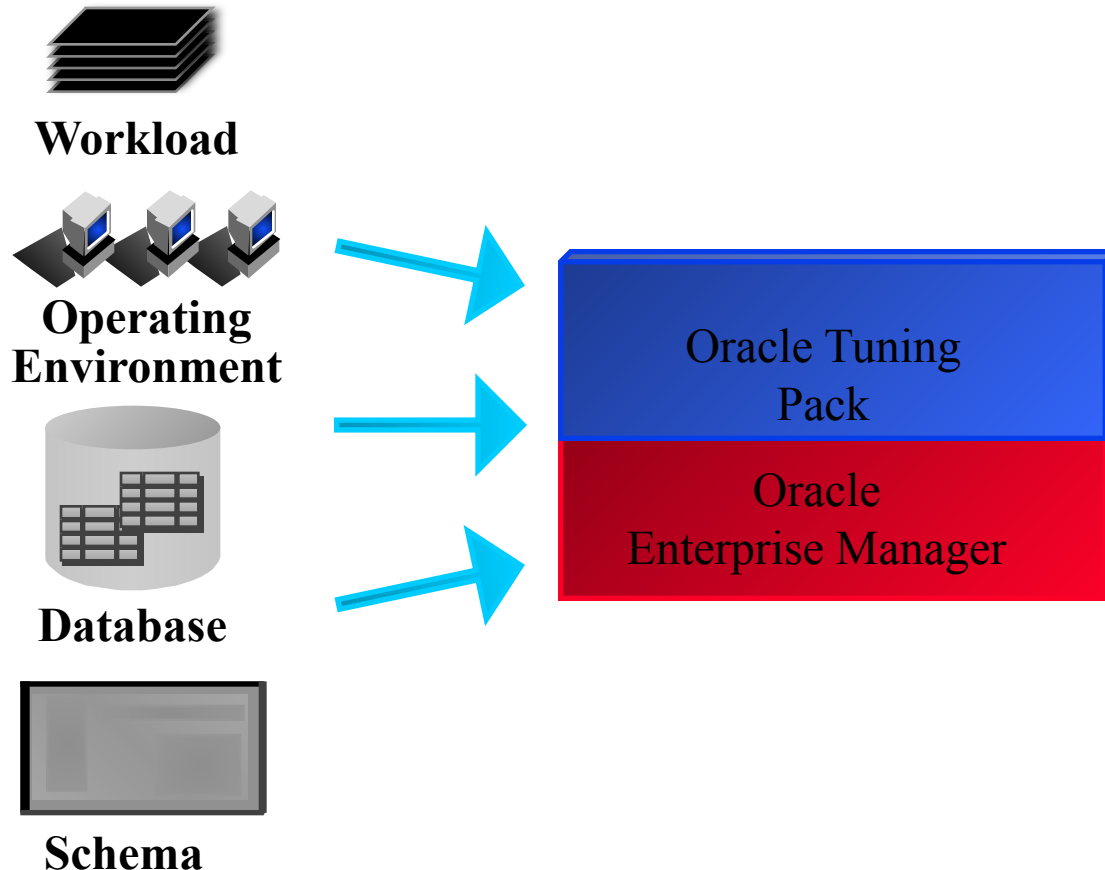 Workload
Operating
Environment
Database
Schema
Oracle Tuning
Pack
Oracle
Enterprise Manager